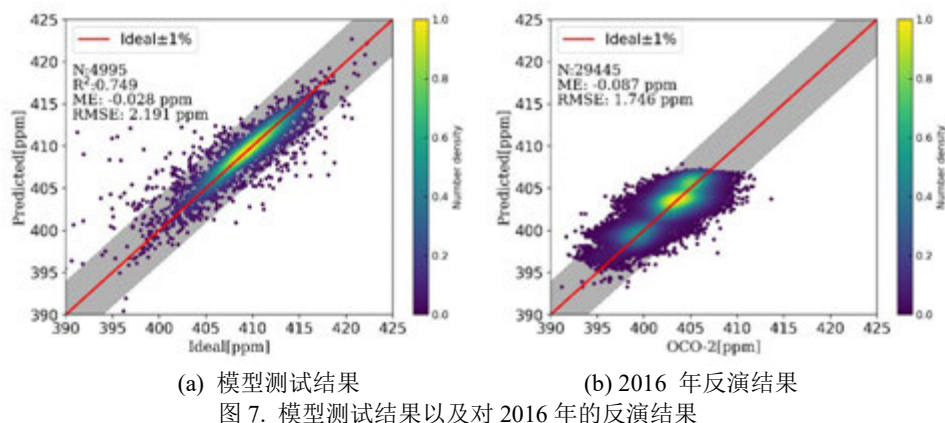 425
420
415
410
405
400
395
390
Predicted[ppm]
Ideal±1%
N:4995
R²:0.749
ME: -0.028 ppm
RMSE: 2.191 ppm
390 395 400 405 410 415 420 425
Ideal[ppm]
1.0
0.8
0.6
0.4
0.2
0.0
Number density
425
420
415
410
405
400
395
390
Predicted[ppm]
Ideal±1%
N:29445
ME: -0.087 ppm
RMSE: 1.746 ppm
390 395 400 405 410 415 420 425
OCO-2[ppm]
1.0
0.8
0.6
0.4
0.2
0.0
Number density
(a) 模型测试结果
(b) 2016 年反演结果
图 7. 模型测试结果以及对 2016 年的反演结果